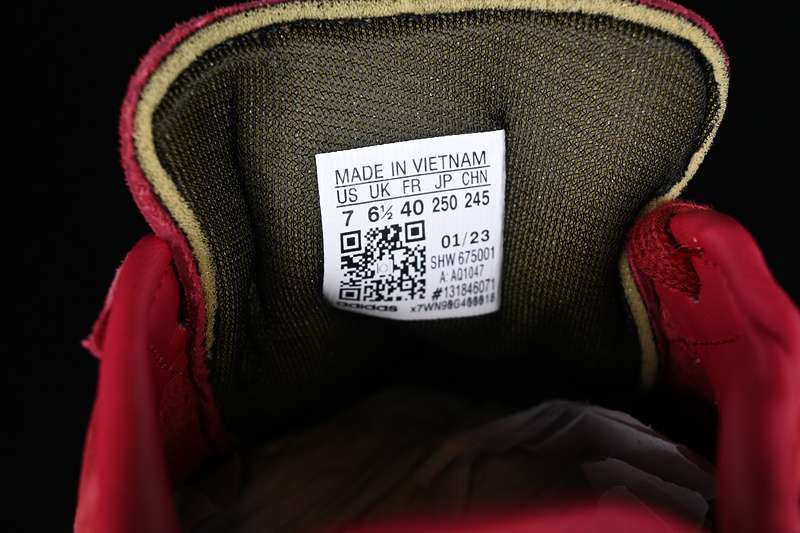 MADE IN VIETNAM
US UK FR JP CHN
7 6½ 40 250 245
01/23
SHW 675001
A: AQ1047
#131846071
adidas